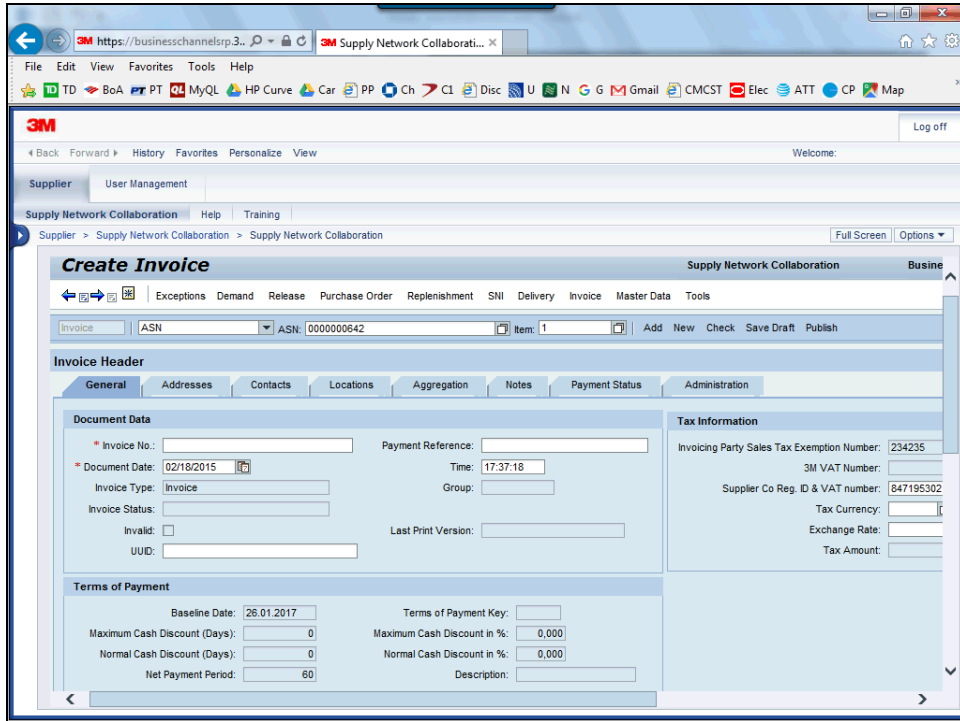 3M https://businesschannelsrp.3.. 3M Supply Network Collaborati... ×
File Edit View Favorites Tools Help
TD TD BoA PT PT QL MyQL HP Curve Car PP Ch C1 Disc U N G G Gmail CMCST Elec ATT CP Map
3M Log off
Back Forward History Favorites Personalize View Welcome:
Supplier User Management
Supply Network Collaboration Help Training
Supplier > Supply Network Collaboration > Supply Network Collaboration Full Screen Options
Create Invoice Supply Network Collaboration Busine
Exceptions Demand Release Purchase Order Replenishment SNI Delivery Invoice Master Data Tools
Invoice ASN ASN: 0000000642 Item: 1 Add New Check Save Draft Publish
Invoice Header
General Addresses Contacts Locations Aggregation Notes Payment Status Administration
Document Data Tax Information
* Invoice No.: Payment Reference: Invoicing Party Sales Tax Exemption Number: 234235
* Document Date: 02/18/2015 Time: 17:37:18 3M VAT Number:
Invoice Type: Invoice Group: Supplier Co Reg. ID & VAT number: 847195302
Invoice Status: Tax Currency:
Invalid: Last Print Version: Exchange Rate:
UUID: Tax Amount:
Terms of Payment
Baseline Date: 26.01.2017 Terms of Payment Key:
Maximum Cash Discount (Days): 0 Maximum Cash Discount in %: 0,000
Normal Cash Discount (Days): 0 Normal Cash Discount in %: 0,000
Net Payment Period: 60 Description: